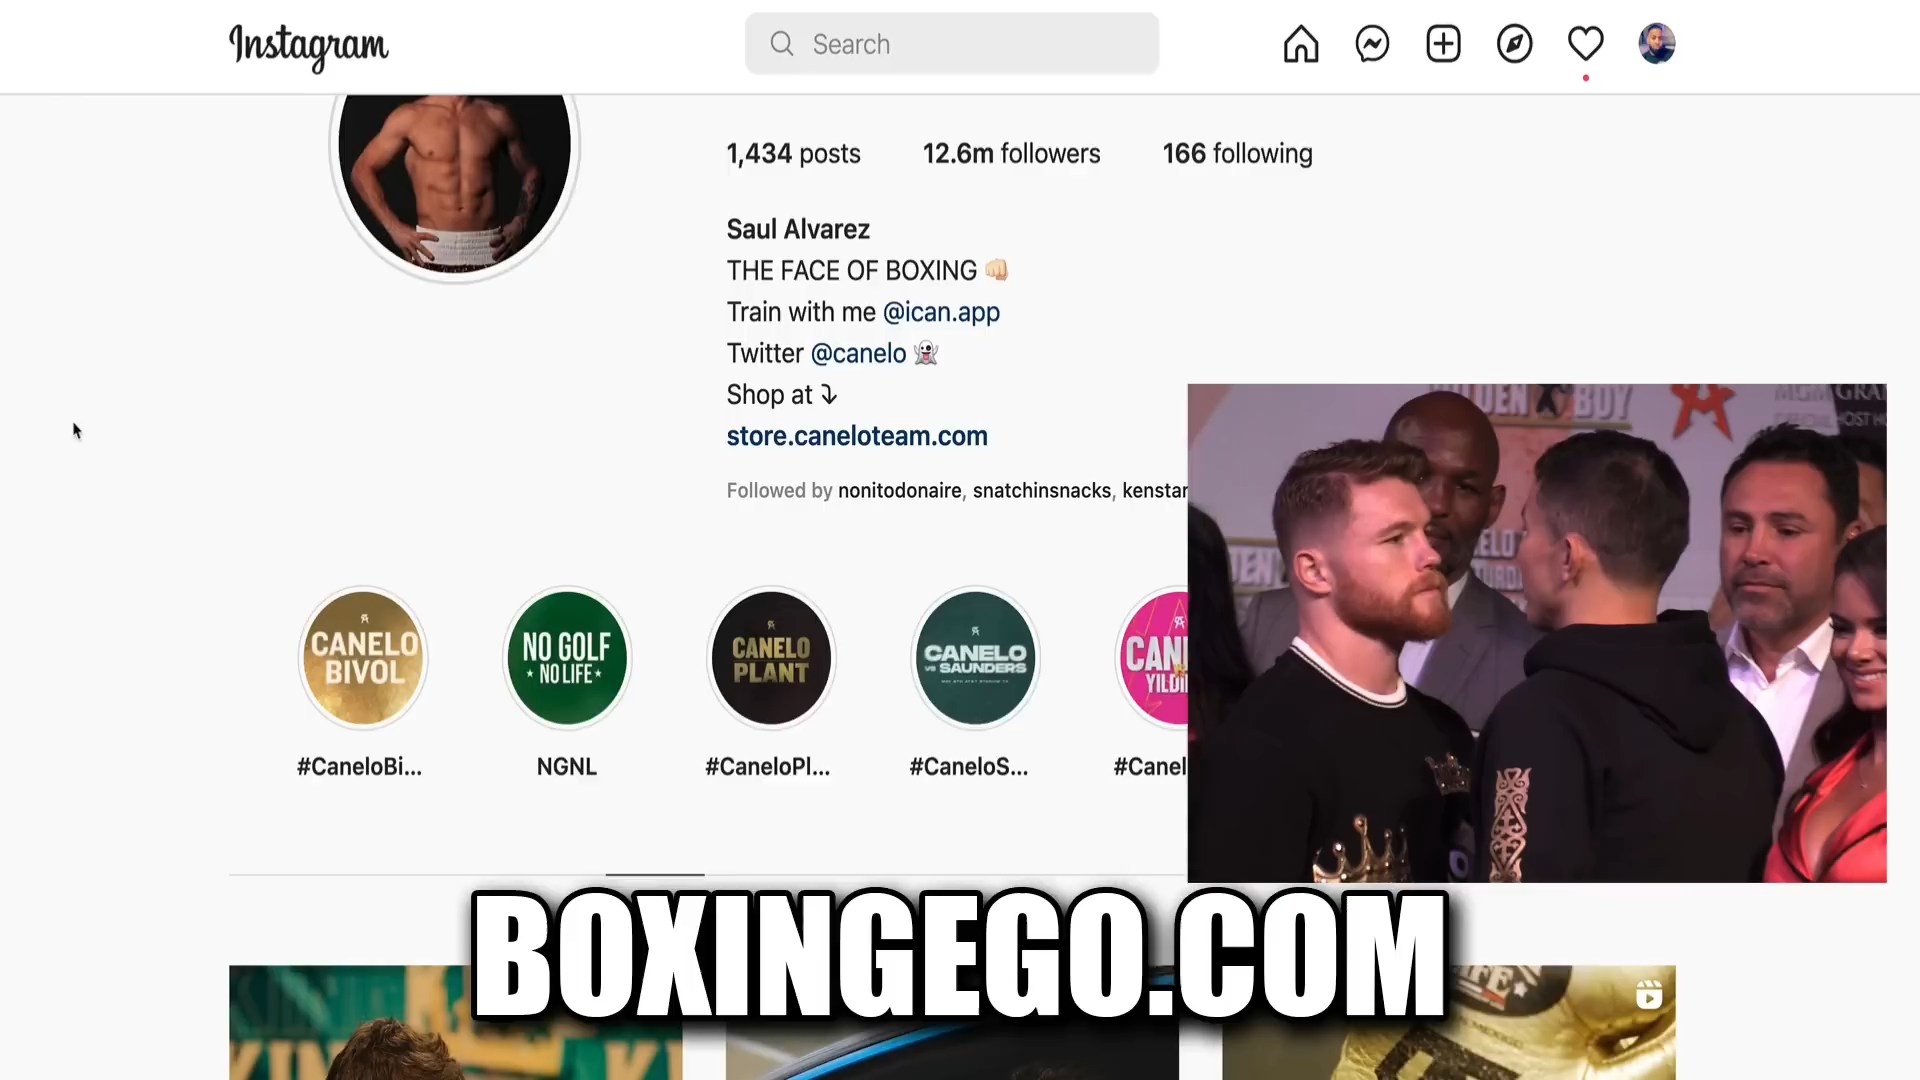 Instagram
Search
1,434 posts 12.6m followers 166 following
Saul Alvarez
THE FACE OF BOXING 👊🏻
Train with me @ican.app
Twitter @canelo 👻
Shop at ⤵
store.caneloteam.com
Followed by nonitodonaire, snatchinsnacks,
CANELO
BIVOL
NO GOLF
NO LIFE
CANELO
PLANT
CANELO
VS SAUNDERS
#CaneloBi...
NGNL
#CaneloPl...
#CaneloS...
BOY
BOXINGEGO.COM